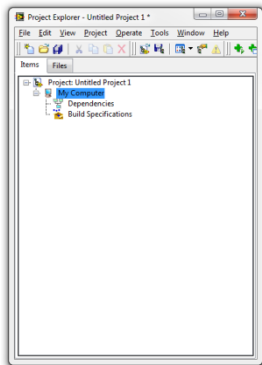 Project Explorer - Untitled Project 1 *
File Edit View Project Operate Tools Window Help
Items Files
Project: Untitled Project 1
My Computer
Dependencies
Build Specifications